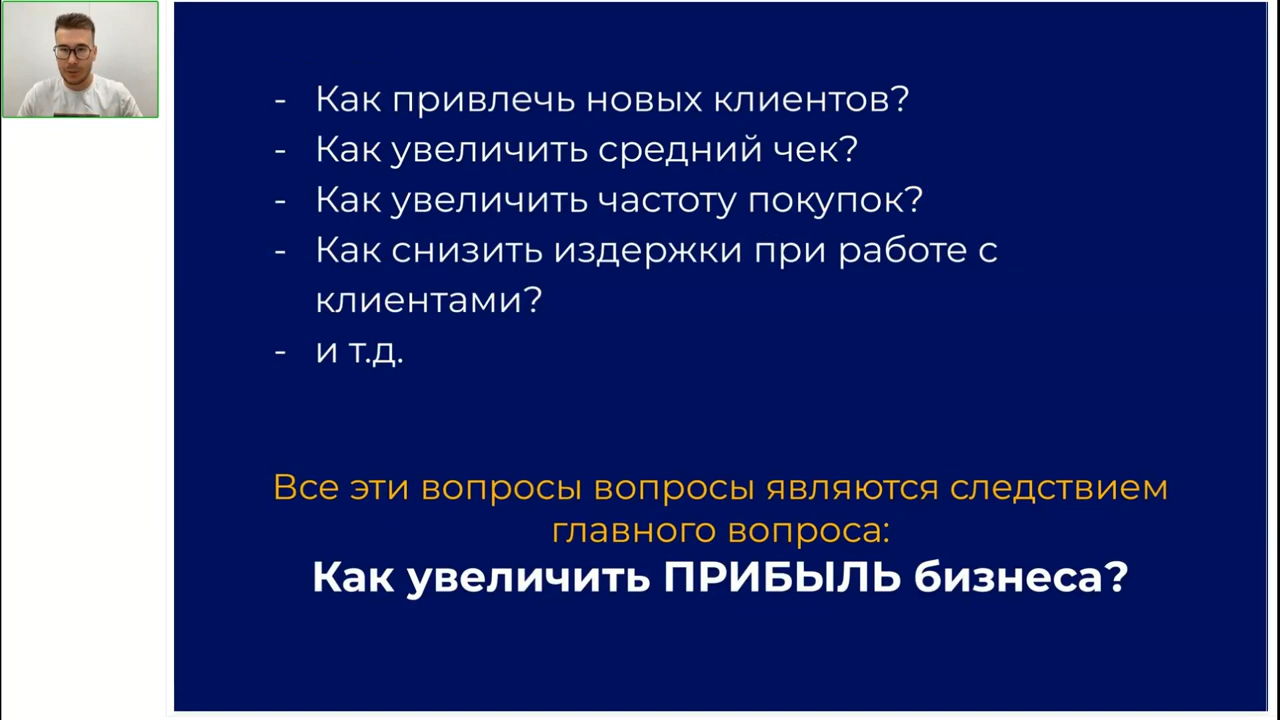 - Как привлечь новых клиентов?
- Как увеличить средний чек?
- Как увеличить частоту покупок?
- Как снизить издержки при работе с
клиентами?
- и т.д.
Все эти вопросы вопросы являются следствием
главного вопроса:
Как увеличить ПРИБЫЛЬ бизнеса?